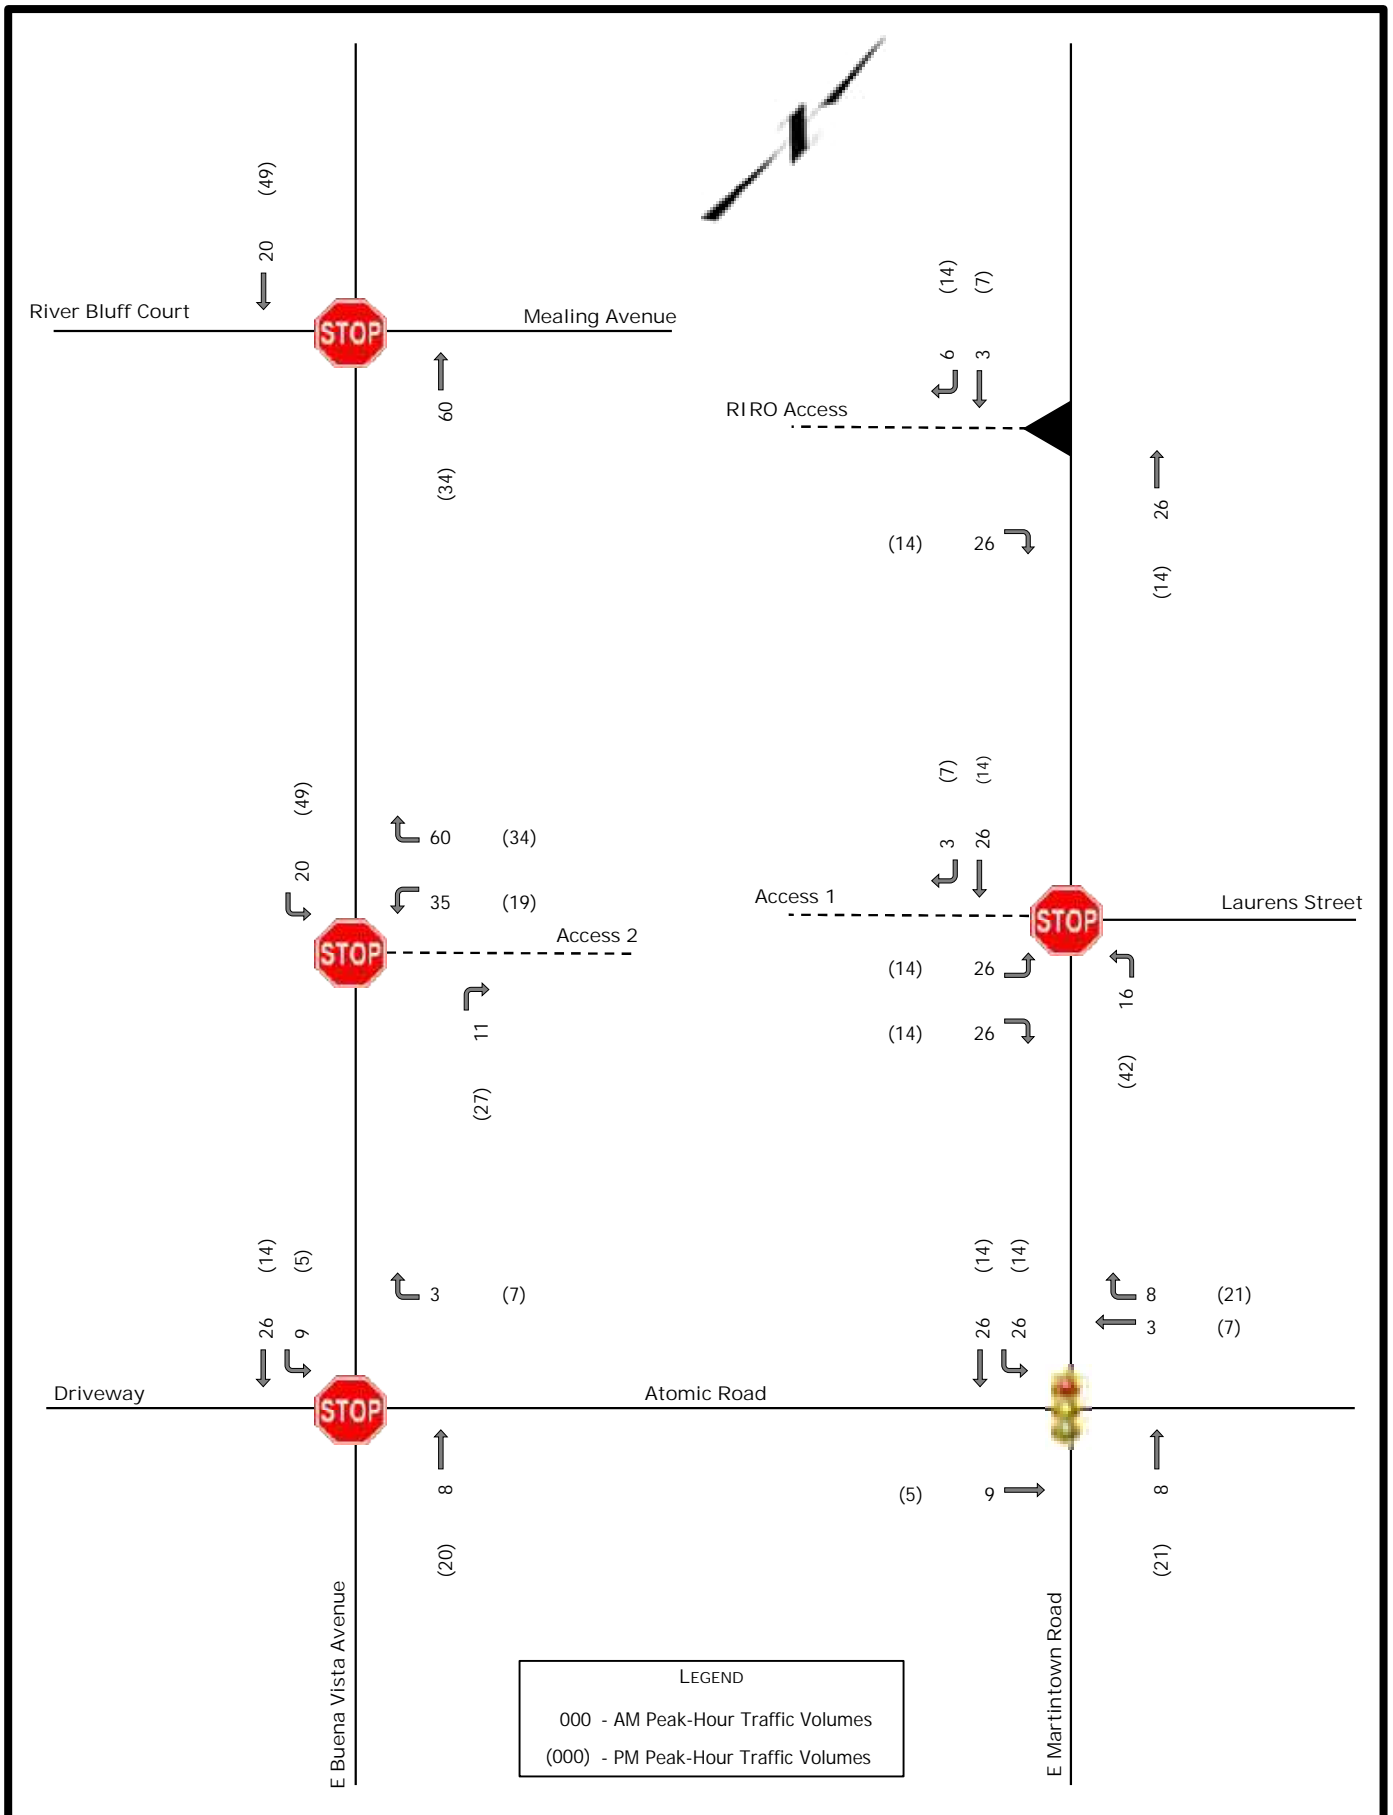 (49)
20
River Bluff Court
STOP
Mealing Avenue
60
(34)
(14) (7)
6 3
RIRO Access
26
(14)
(14) 26
(49)
20
60 (34)
35 (19)
STOP
Access 2
11
(27)
(7) (14)
3 26
Access 1
STOP
Laurens Street
(14) 26
(14) 26
16
(42)
(14) (5)
26 9
3 (7)
Driveway
STOP
Atomic Road
8
(20)
(14) (14)
26 26
8 (21)
3 (7)
(5) 9
8
(21)
E Buena Vista Avenue
E Martintown Road
LEGEND
000 - AM Peak-Hour Traffic Volumes
(000) - PM Peak-Hour Traffic Volumes